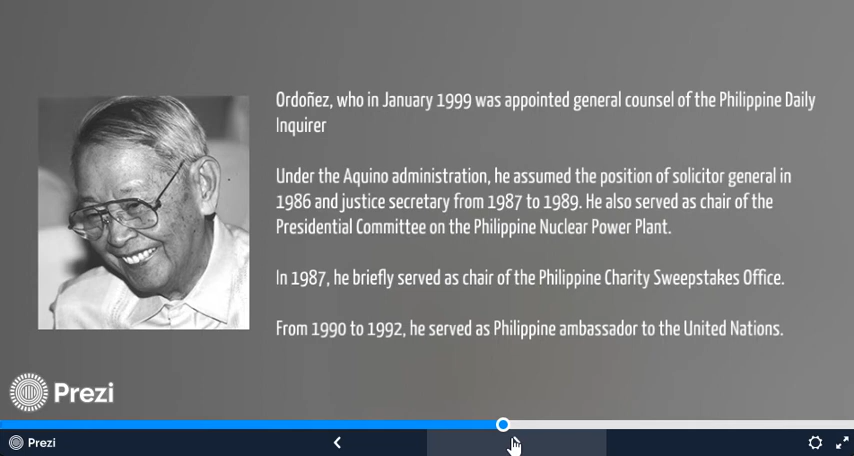 Ordoñez, who in January 1999 was appointed general counsel of the Philippine Daily
Inquirer
Under the Aquino administration, he assumed the position of solicitor general in
1986 and justice secretary from 1987 to 1989. He also served as chair of the
Presidential Committee on the Philippine Nuclear Power Plant.
In 1987, he briefly served as chair of the Philippine Charity Sweepstakes Office.
From 1990 to 1992, he served as Philippine ambassador to the United Nations.
Prezi
Prezi